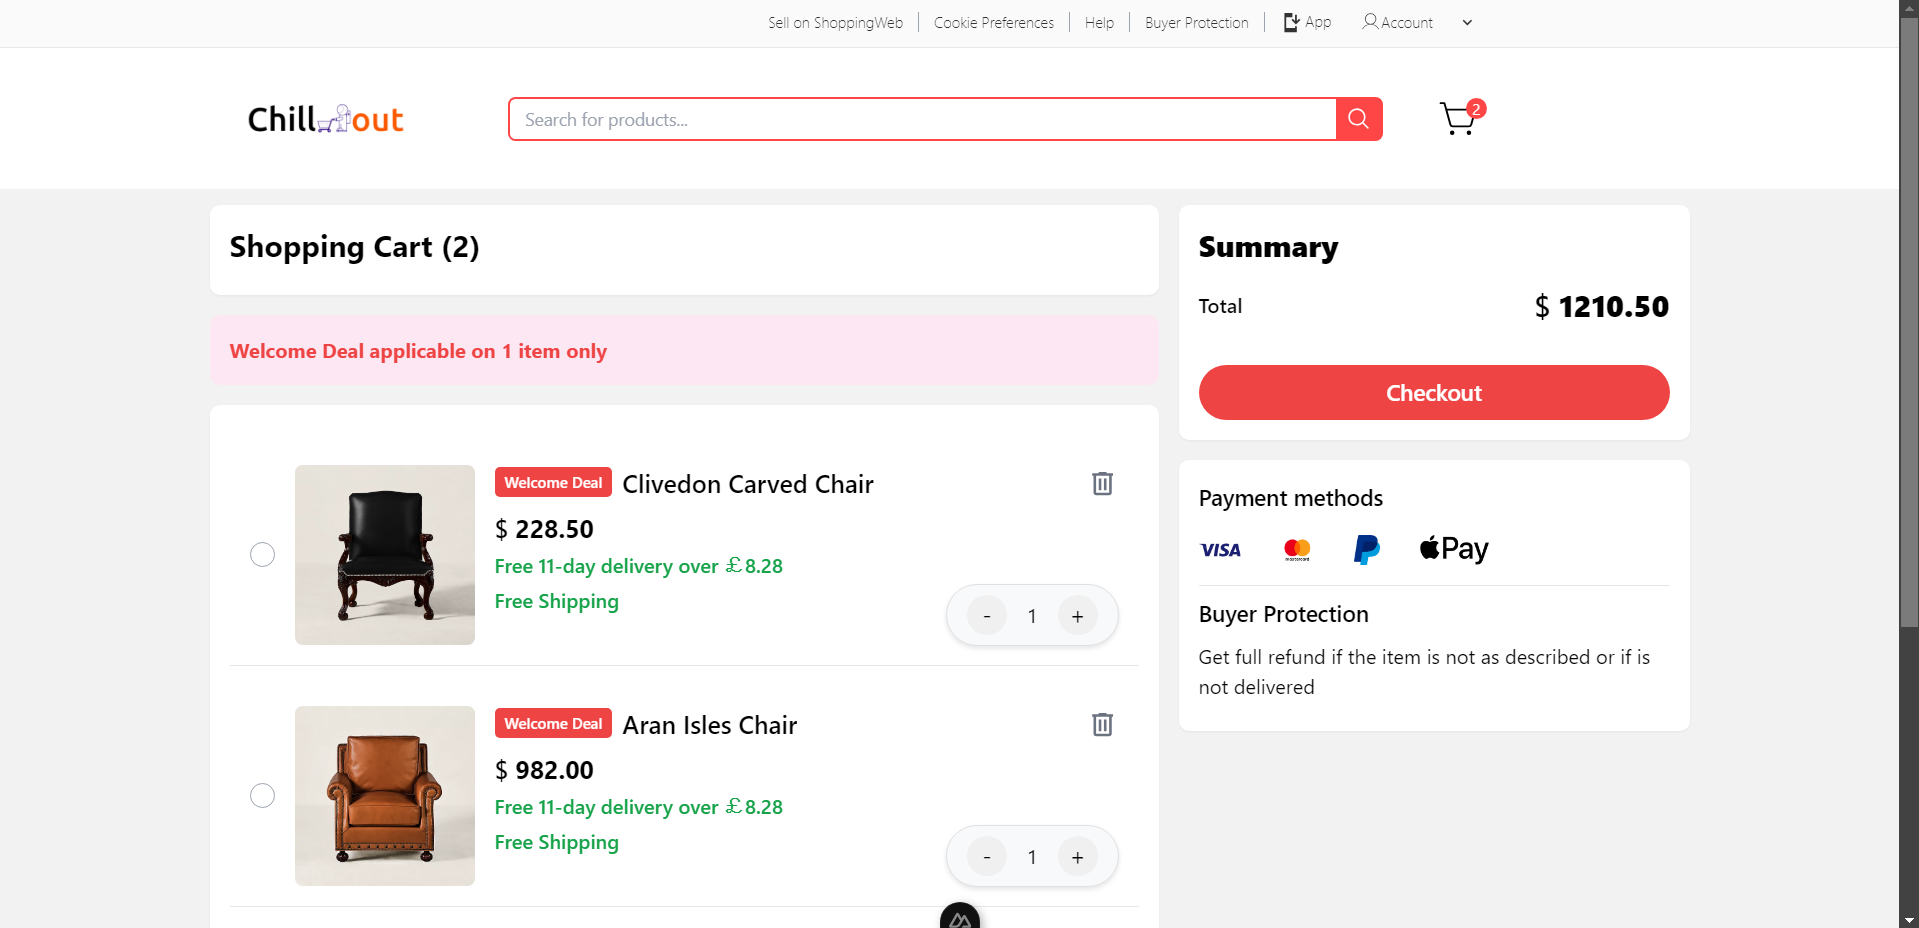 Sell on ShoppingWeb
Cookie Preferences
Help
Buyer Protection
App
Account
Chill out
Search for products...
2
Shopping Cart (2)
Welcome Deal applicable on 1 item only
Welcome Deal Clivedon Carved Chair
$ 228.50
Free 11-day delivery over £8.28
Free Shipping
- 1 +
Welcome Deal Aran Isles Chair
$ 982.00
Free 11-day delivery over £8.28
Free Shipping
- 1 +
Summary
Total $ 1210.50
Checkout
Payment methods
VISA mastercard Pay
Buyer Protection
Get full refund if the item is not as described or if is
not delivered